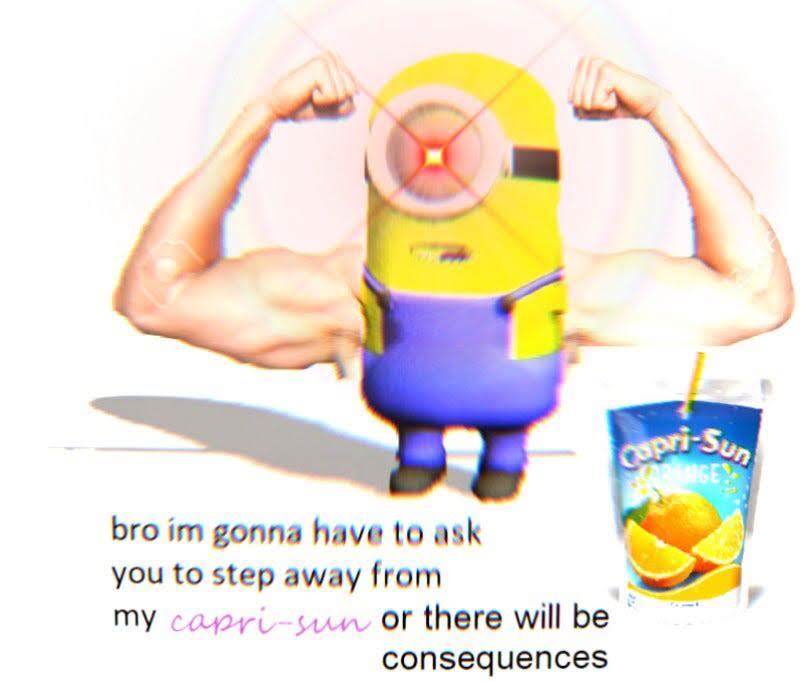 Capri-Sun
ORANGE
bro im gonna have to ask
you to step away from
my capri-sun or there will be
consequences